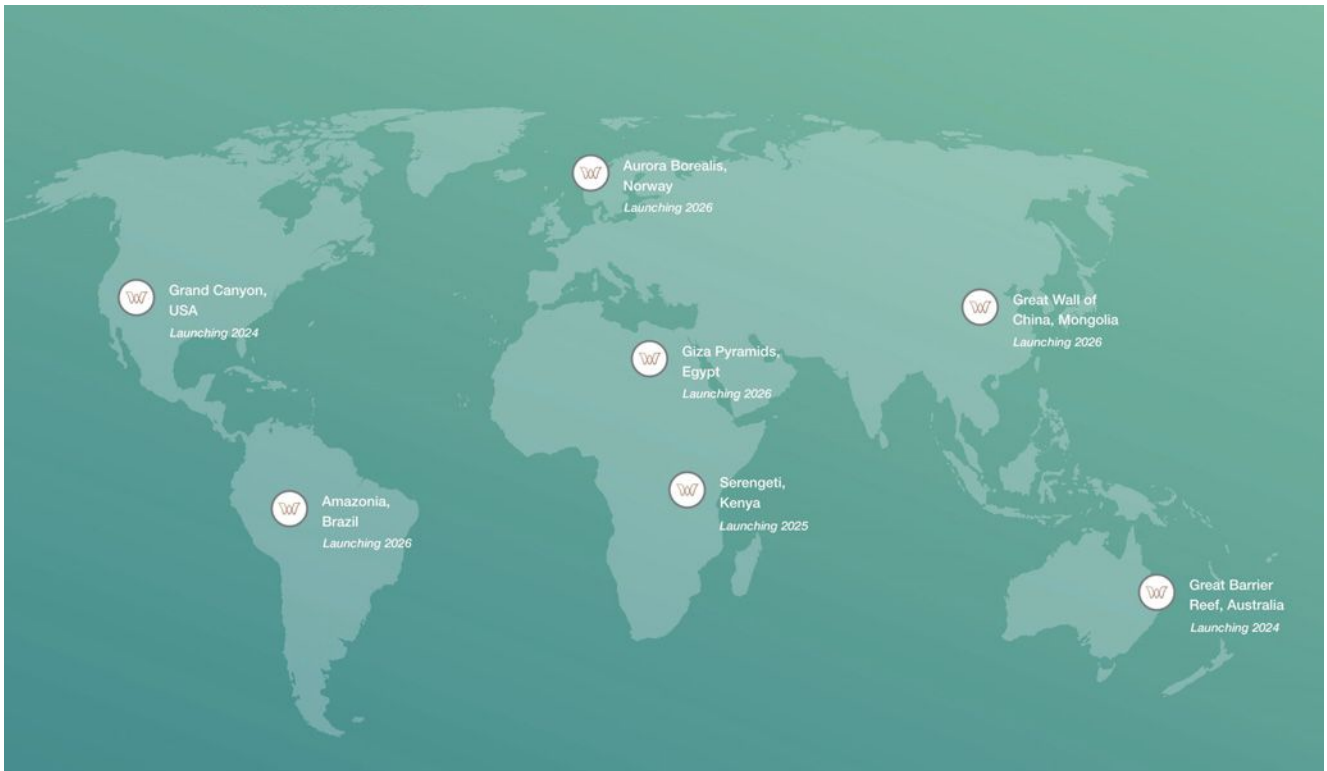 Aurora Borealis,
Norway
Launching 2026
Grand Canyon,
USA
Launching 2024
Great Wall of
China, Mongolia
Launching 2026
Giza Pyramids,
Egypt
Launching 2026
Serengeti,
Kenya
Launching 2025
Amazonia,
Brazil
Launching 2026
Great Barrier
Reef, Australia
Launching 2024